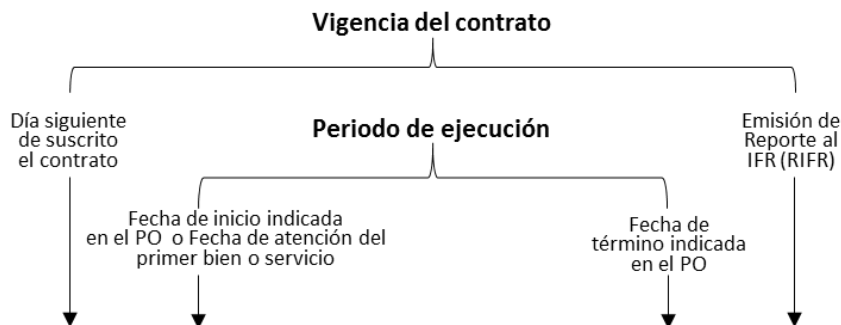 Vigencia del contrato
Día siguiente
de suscrito
el contrato
Periodo de ejecución
Emisión de
Reporte al
IFR (RIFR)
Fecha de inicio indicada
en el PO o Fecha de atención del
primer bien o servicio
Fecha de
término indicada
en el PO